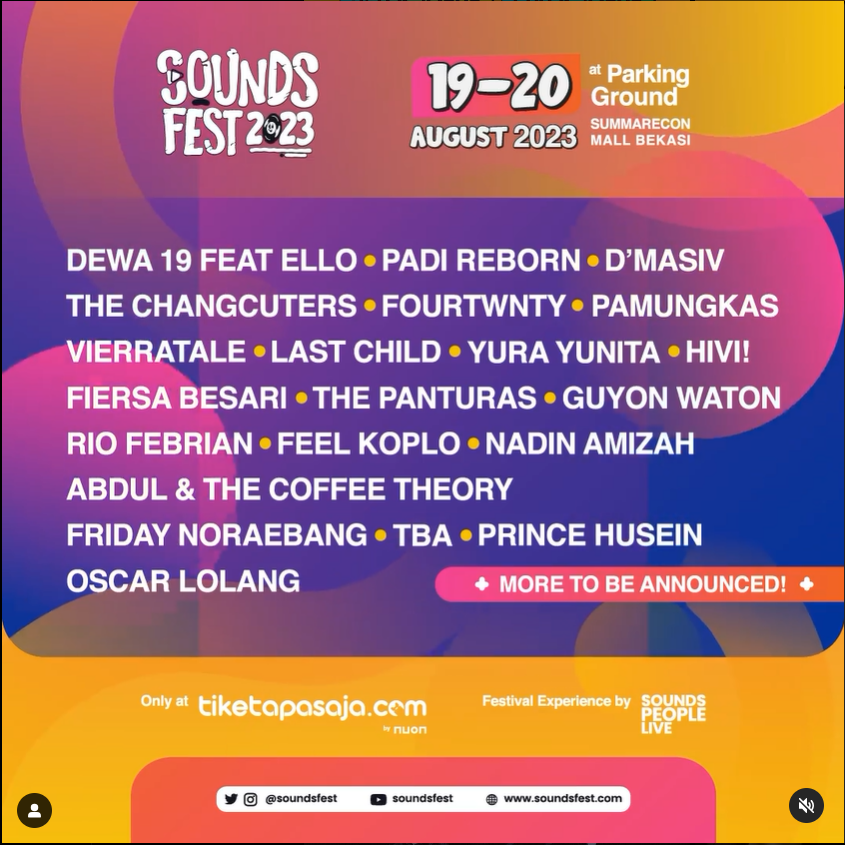 SOUNDS
FEST 2023
19-20
AUGUST 2023
at Parking
Ground
SUMMARECON
MALL BEKASI
DEWA 19 FEAT ELLO • PADI REBORN • D'MASIV
THE CHANGCUTERS • FOURTWNTY • PAMUNGKAS
VIERRATALE • LAST CHILD • YURA YUNITA • HIVI!
FIERSA BESARI • THE PANTURAS • GUYON WATON
RIO FEBRIAN • FEEL KOPLO • NADIN AMIZAH
ABDUL & THE COFFEE THEORY
FRIDAY NORAEBANG • TBA • PRINCE HUSEIN
OSCAR LOLANG
MORE TO BE ANNOUNCED!
Only at tiketapasaja.com
by nuon
Festival Experience by
SOUNDS
PEOPLE
LIVE
@soundsfest soundsfest www.soundsfest.com